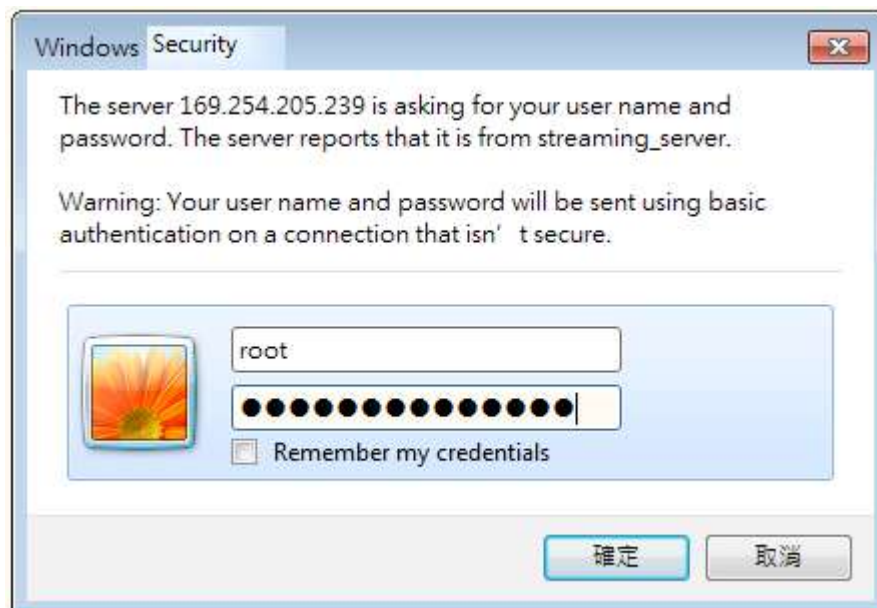 Windows Security
The server 169.254.205.239 is asking for your user name and
password. The server reports that it is from streaming_server.
Warning: Your user name and password will be sent using basic
authentication on a connection that isn’ t secure.
root
●●●●●●●●●●●●●●
Remember my credentials
確定 取消